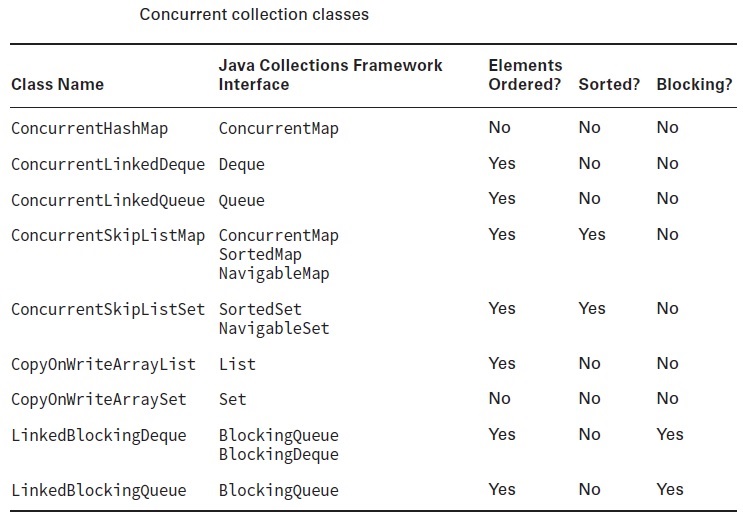 Concurrent collection classes
Java Collections Framework Elements
Class Name Interface Ordered? Sorted? Blocking?
ConcurrentHashMap ConcurrentMap No No No
ConcurrentLinkedDeque Deque Yes No No
ConcurrentLinkedQueue Queue Yes No No
ConcurrentSkipListMap ConcurrentMap Yes Yes No
SortedMap
NavigableMap
ConcurrentSkipListSet SortedSet Yes Yes No
NavigableSet
CopyOnWriteArrayList List Yes No No
CopyOnWriteArraySet Set No No No
LinkedBlockingDeque BlockingQueue Yes No Yes
BlockingDeque
LinkedBlockingQueue BlockingQueue Yes No Yes